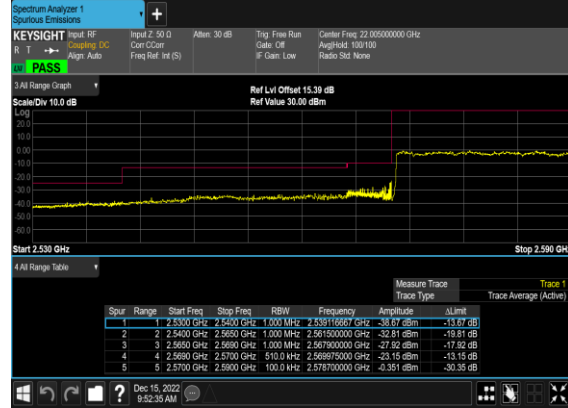 Spectrum Analyzer 1
Spurious Emissions
+
KEYSIGHT Input: RF Input Z: 50 Ω Atten: 30 dB Trig: Free Run Center Freq: 22.005000000 GHz
R T Coupling: DC Corr CCorr Gate: Off Avg|Hold: 100/100
Align: Auto Freq Ref: Int (S) IF Gain: Low Radio Std: None
PASS
3 All Range Graph
Ref Lvl Offset 15.39 dB
Scale/Div 10.0 dB Ref Value 30.00 dBm
Log
20.0
10.0
0.00
-10.0
-20.0
-30.0
-40.0
-50.0
-60.0
Start 2.530 GHz Stop 2.590 GH
4 All Range Table
Measure Trace Trace 1
Trace Type Trace Average (Active)
Spur Range Start Freq Stop Freq RBW Frequency Amplitude ΔLimit
1 1 2.5300 GHz 2.5400 GHz 1.000 MHz 2.539116667 GHz -38.67 dBm -13.67 dB
2 2 2.5400 GHz 2.5650 GHz 1.000 MHz 2.561500000 GHz -32.81 dBm -19.81 dB
3 3 2.5650 GHz 2.5690 GHz 1.000 MHz 2.567900000 GHz -27.92 dBm -17.92 dB
4 4 2.5690 GHz 2.5700 GHz 510.0 kHz 2.569975000 GHz -23.15 dBm -13.15 dB
5 5 2.5700 GHz 2.5900 GHz 100.0 kHz 2.578700000 GHz -0.351 dBm -30.35 dB
? Dec 15, 2022
9:52:35 AM